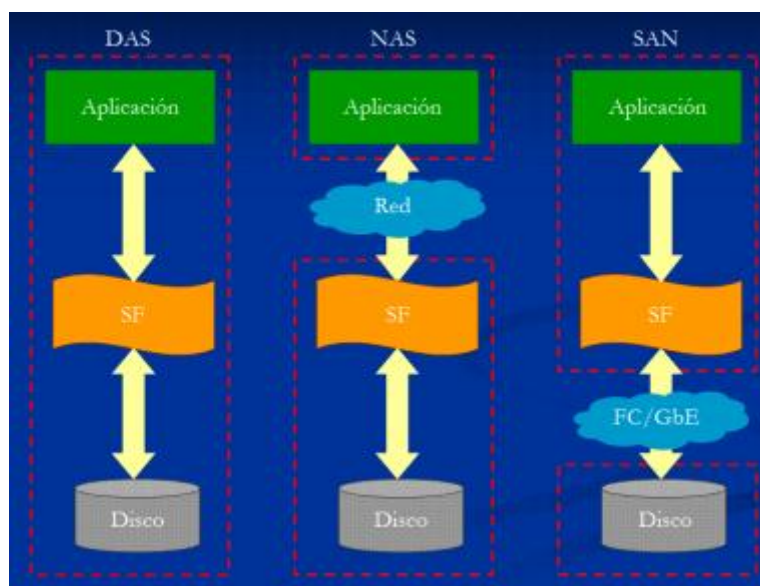 DAS NAS SAN
Aplicación Aplicación Aplicación
Red
SF SF SF
FC/GbE
Disco Disco Disco